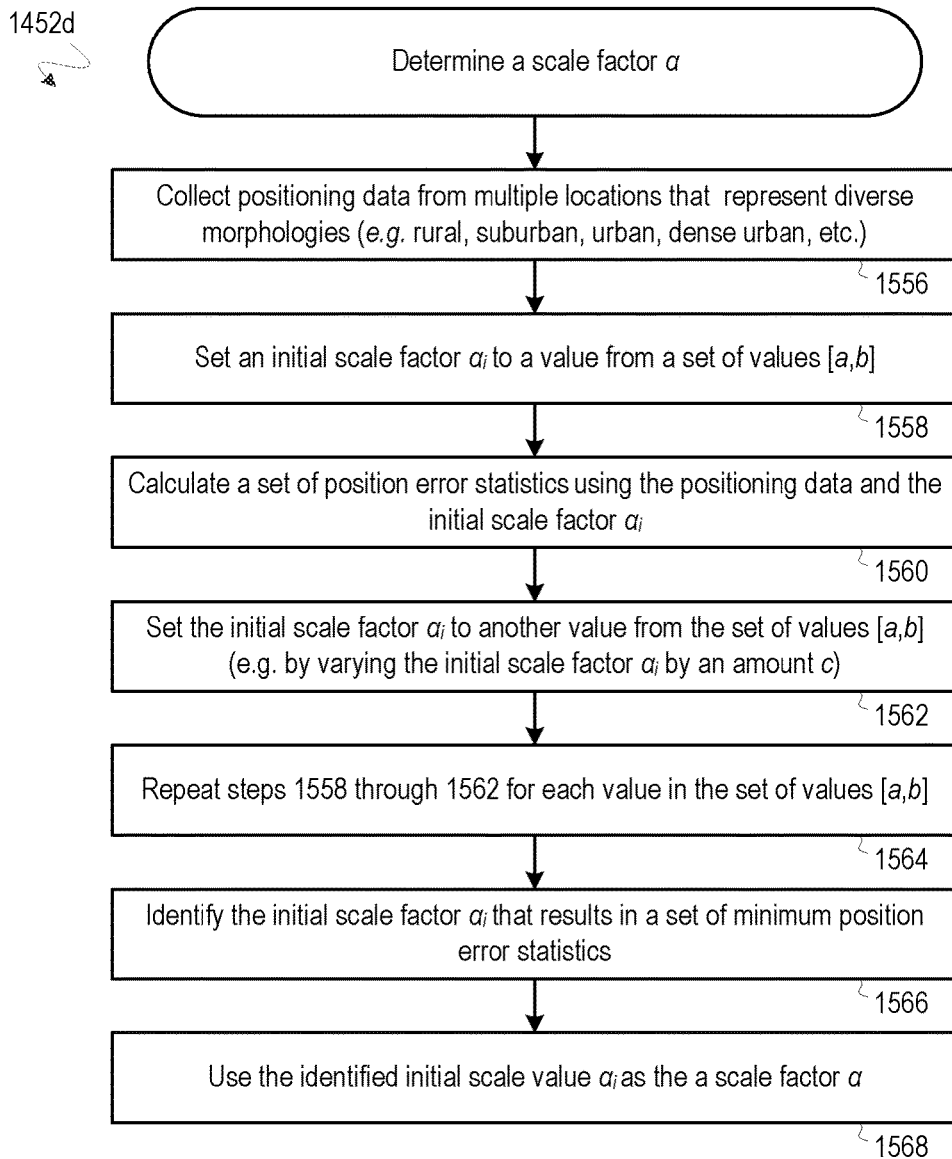 1452d
Determine a scale factor α
Collect positioning data from multiple locations that represent diverse
morphologies (e.g. rural, suburban, urban, dense urban, etc.)
1556
Set an initial scale factor αi to a value from a set of values [a,b]
1558
Calculate a set of position error statistics using the positioning data and the
initial scale factor αi
1560
Set the initial scale factor αi to another value from the set of values [a,b]
(e.g. by varying the initial scale factor αi by an amount c)
1562
Repeat steps 1558 through 1562 for each value in the set of values [a,b]
1564
Identify the initial scale factor αi that results in a set of minimum position
error statistics
1566
Use the identified initial scale value αi as the a scale factor α
1568